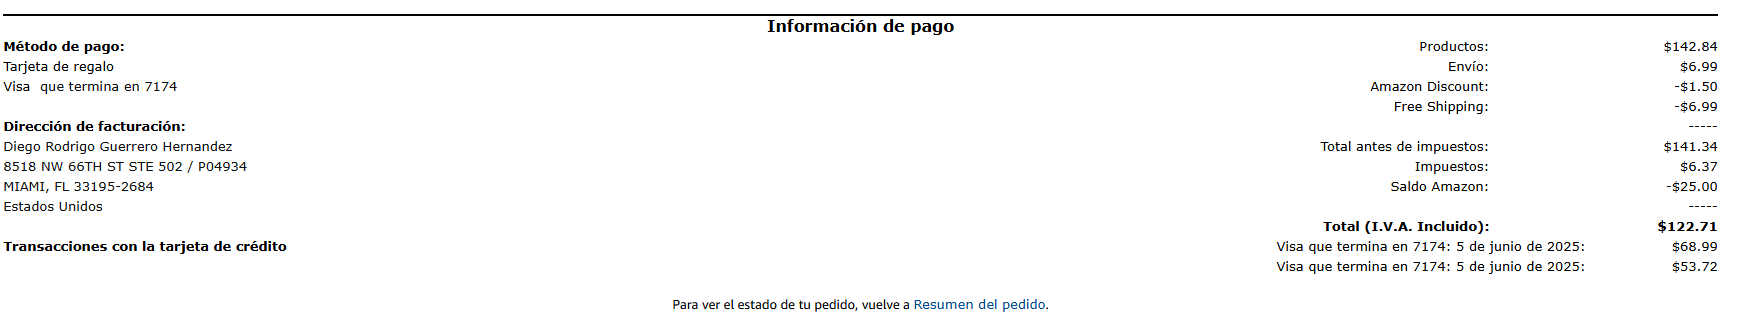 Información de pago
Método de pago:
Tarjeta de regalo
Visa que termina en 7174
Dirección de facturación:
Diego Rodrigo Guerrero Hernandez
8518 NW 66TH ST STE 502 / P04934
MIAMI, FL 33195-2684
Estados Unidos
Transacciones con la tarjeta de crédito
Productos: $142.84
Envío: $6.99
Amazon Discount: -$1.50
Free Shipping: -$6.99
-----
Total antes de impuestos: $141.34
Impuestos: $6.37
Saldo Amazon: -$25.00
-----
Total (I.V.A. Incluido): $122.71
Visa que termina en 7174: 5 de junio de 2025: $68.99
Visa que termina en 7174: 5 de junio de 2025: $53.72
Para ver el estado de tu pedido, vuelve a Resumen del pedido.